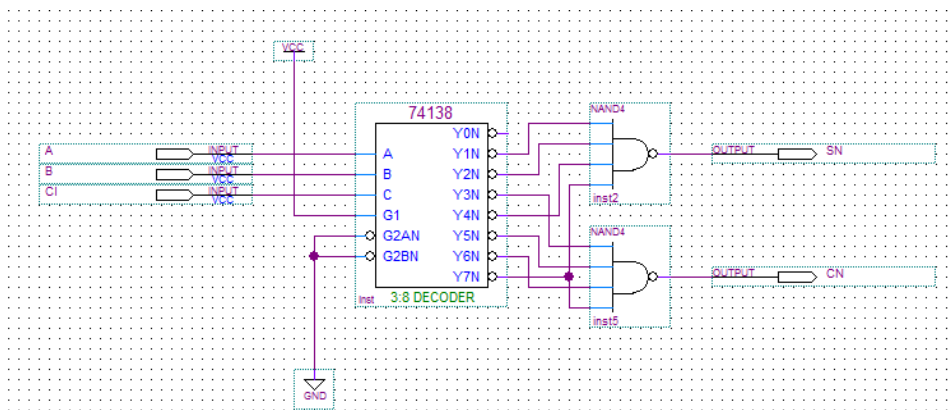 VCC
74138
A
INPUT
VCC
B
INPUT
VCC
CI
INPUT
VCC
A
B
C
G1
G2AN
G2BN
Y0N
Y1N
Y2N
Y3N
Y4N
Y5N
Y6N
Y7N
inst
3:8 DECODER
NAND4
inst2
OUTPUT
SN
NAND4
inst5
OUTPUT
CN
GND